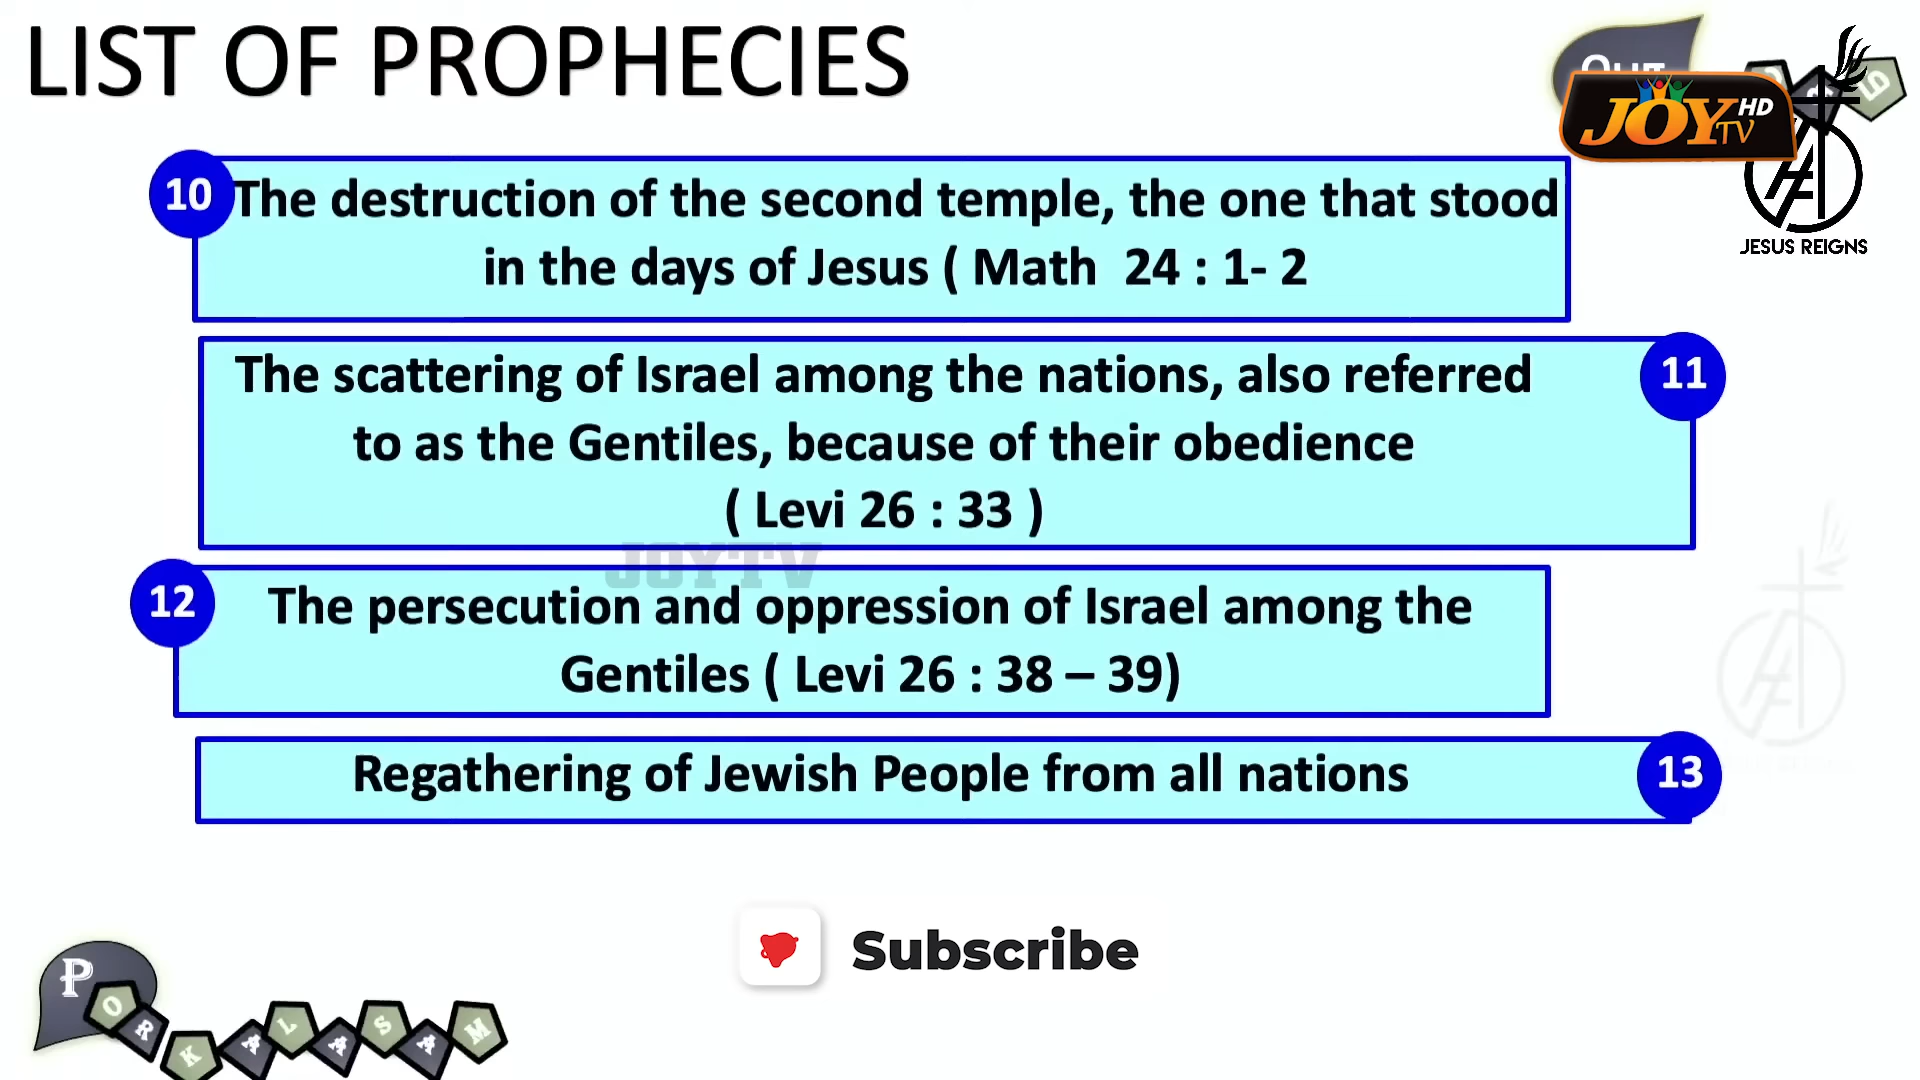 LIST OF PROPHECIES
JOY TV HD
JESUS REIGNS
10
The destruction of the second temple, the one that stood
in the days of Jesus ( Math 24 : 1- 2
The scattering of Israel among the nations, also referred
11
to as the Gentiles, because of their obedience
( Levi 26 : 33 )
JOYTV
12
The persecution and oppression of Israel among the
Gentiles ( Levi 26 : 38 – 39)
Regathering of Jewish People from all nations
13
Subscribe
PORKALASAM